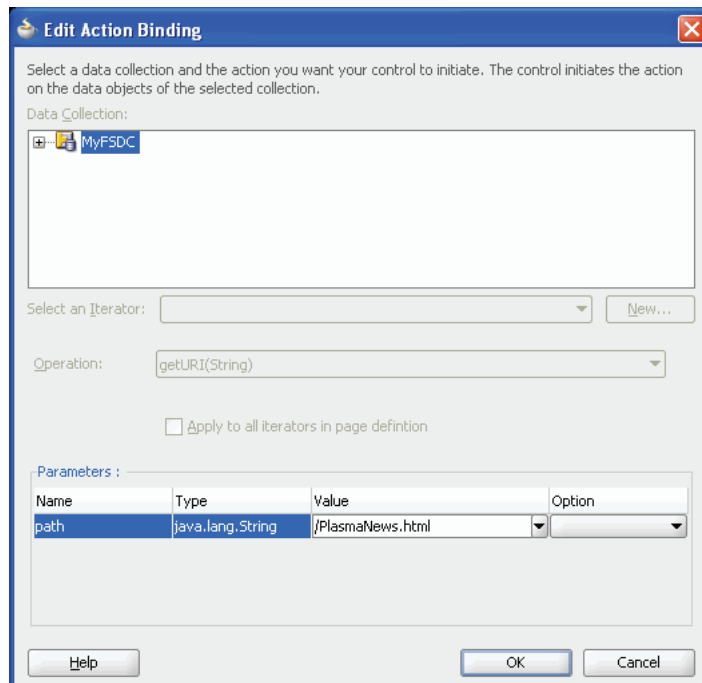 Edit Action Binding
Select a data collection and the action you want your control to initiate. The control initiates the action
on the data objects of the selected collection.
Data Collection:
MyFSDC
Select an Iterator: New...
Operation: getURI(String)
Apply to all iterators in page defintion
Parameters :
Name Type Value Option
path java.lang.String /PlasmaNews.html
Help OK Cancel